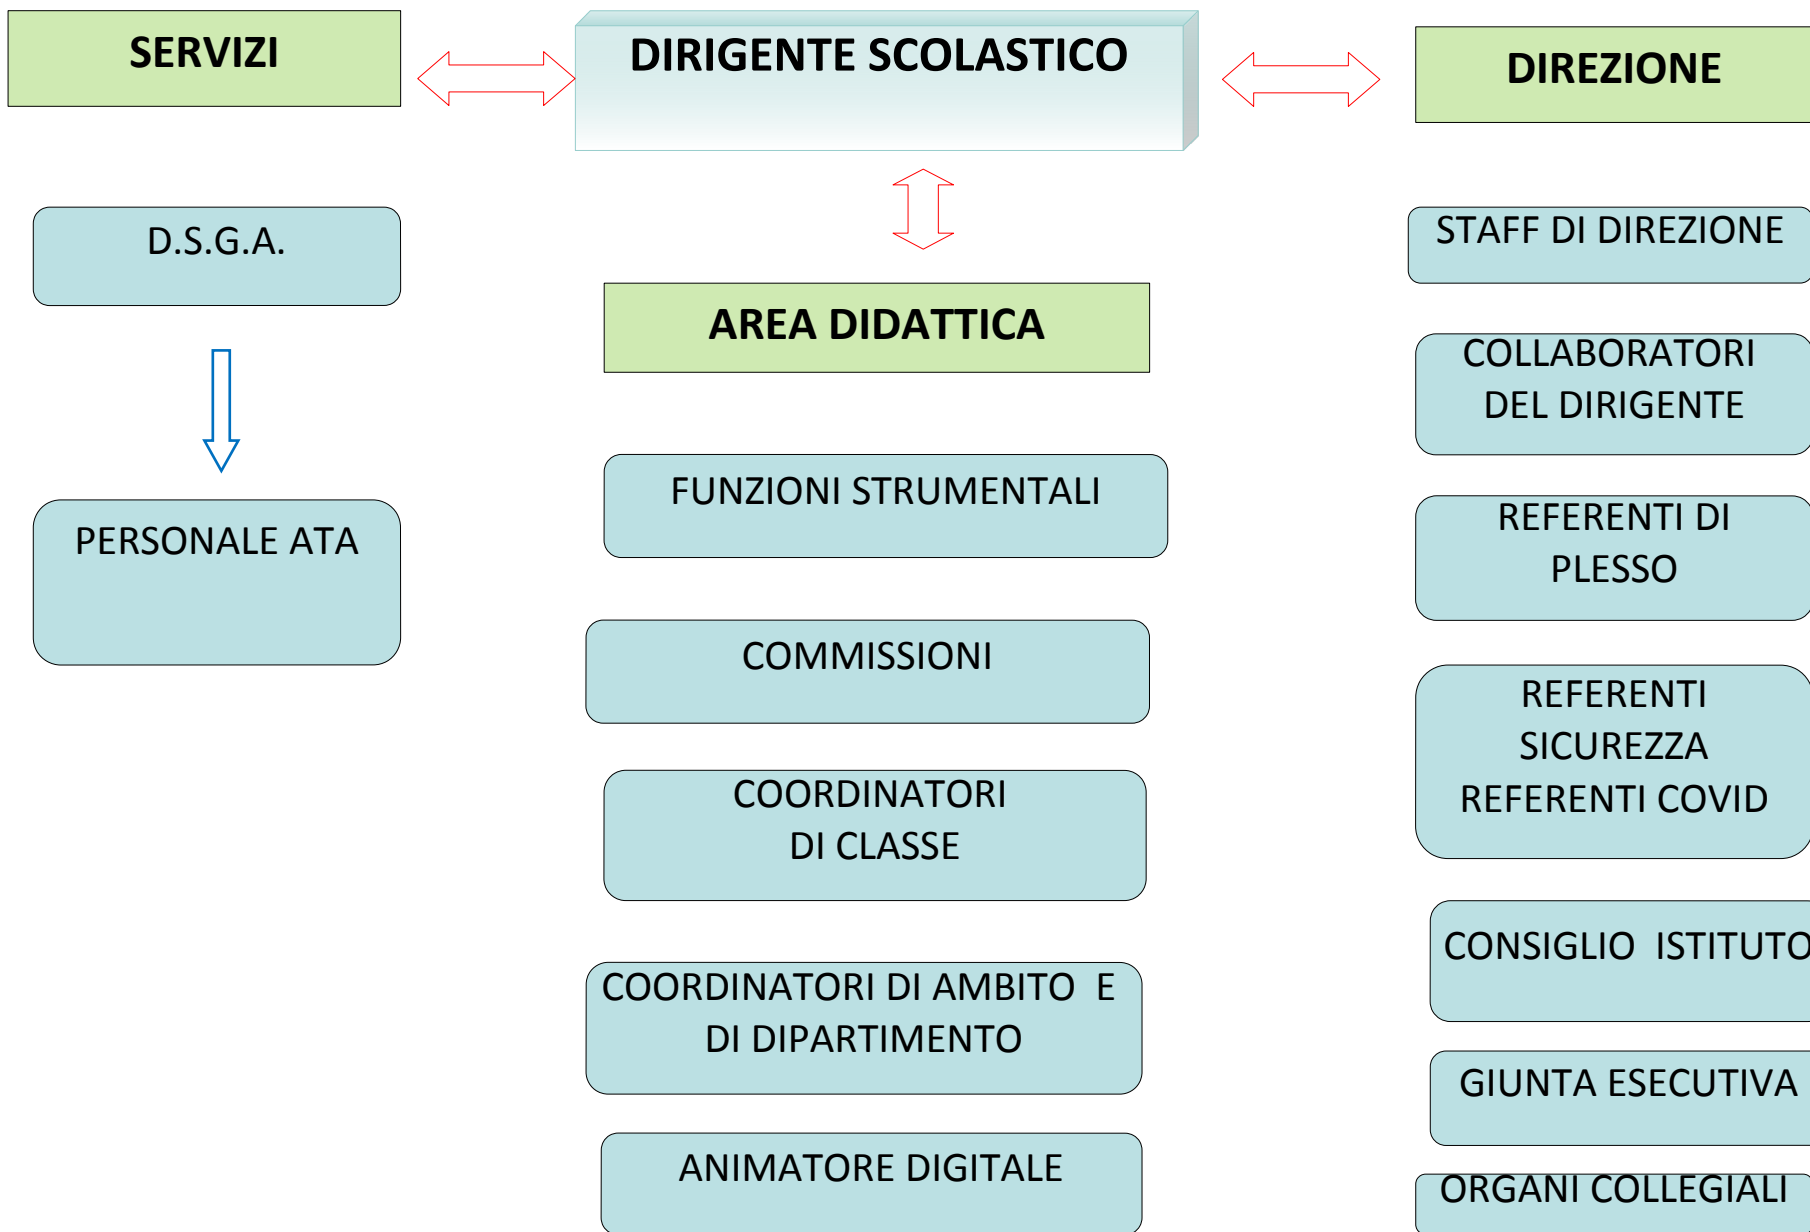 SERVIZI
DIRIGENTE SCOLASTICO
DIREZIONE
D.S.G.A.
PERSONALE ATA
AREA DIDATTICA
FUNZIONI STRUMENTALI
COMMISSIONI
COORDINATORI
DI CLASSE
COORDINATORI DI AMBITO E
DI DIPARTIMENTO
ANIMATORE DIGITALE
STAFF DI DIREZIONE
COLLABORATORI
DEL DIRIGENTE
REFERENTI DI
PLESSO
REFERENTI
SICUREZZA
REFERENTI COVID
CONSIGLIO ISTITUTO
GIUNTA ESECUTIVA
ORGANI COLLEGIALI